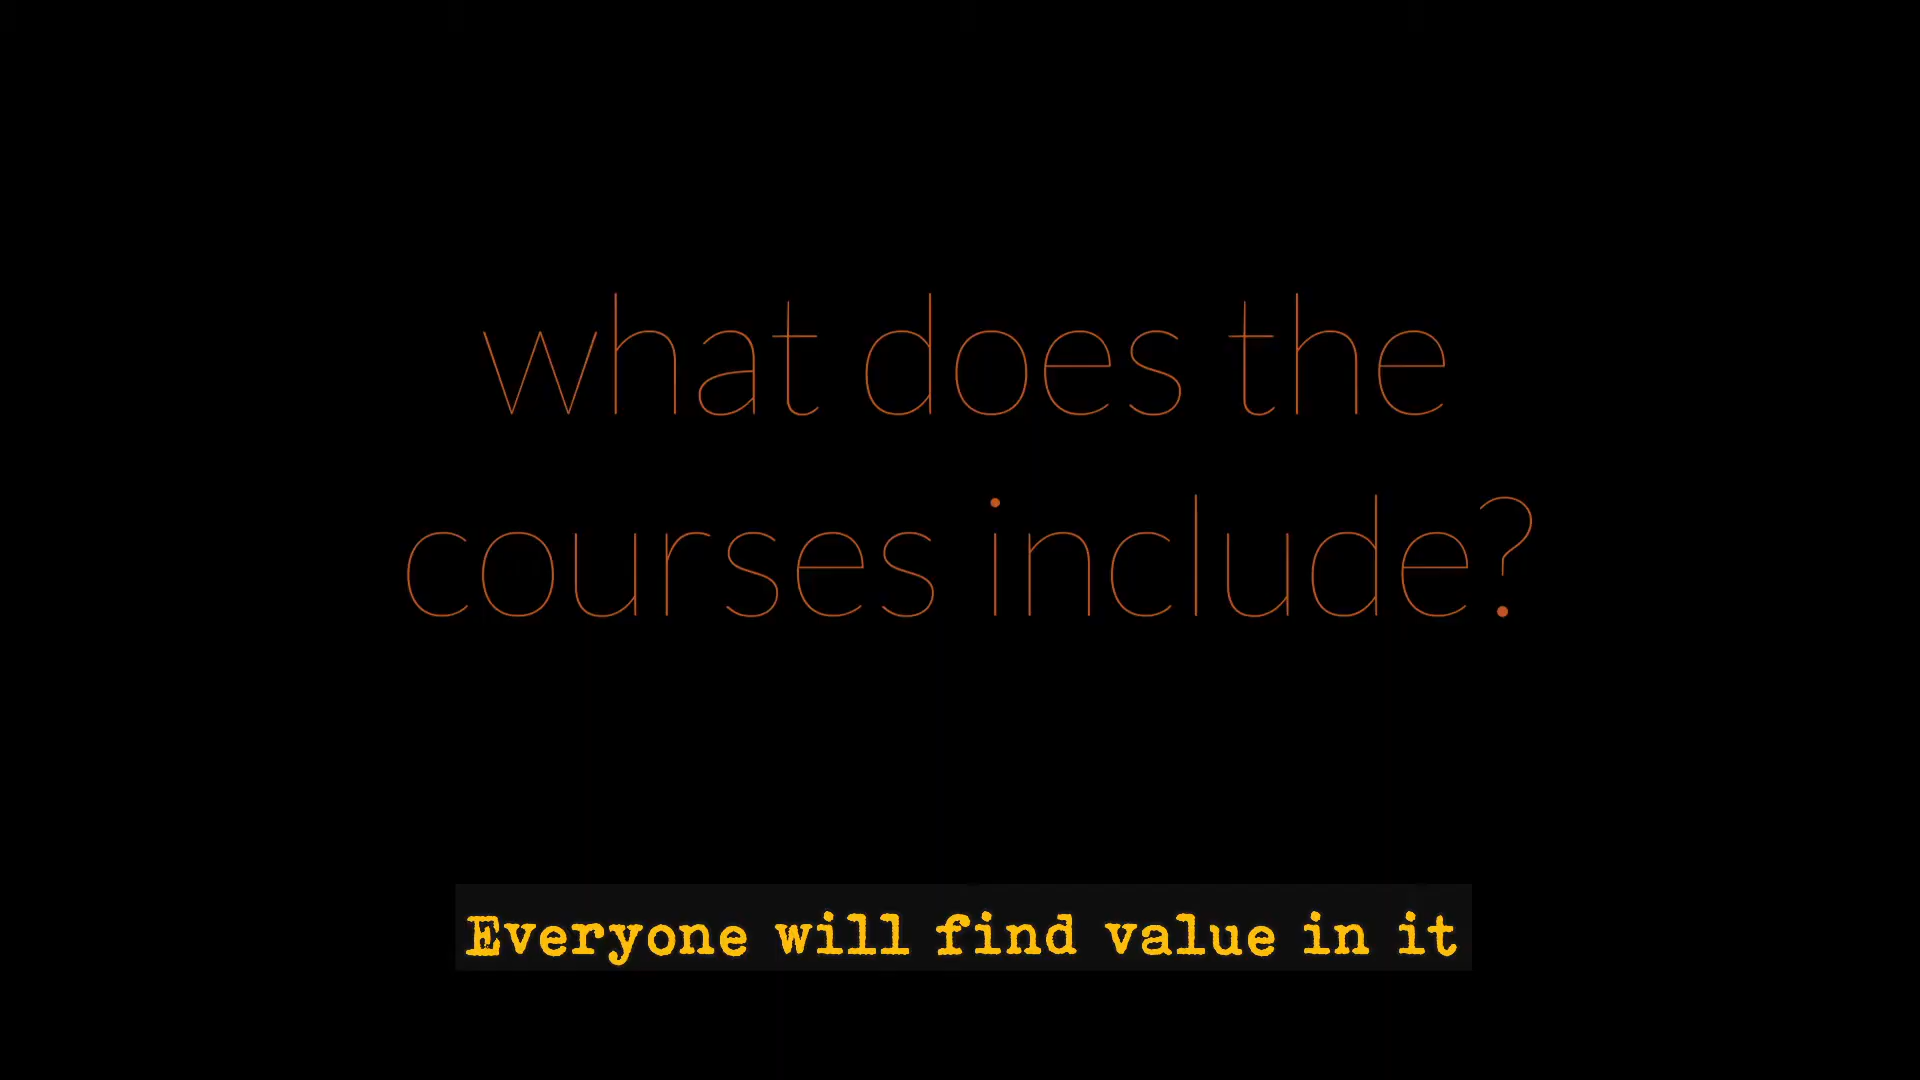 what does the
courses include?
Everyone will find value in it